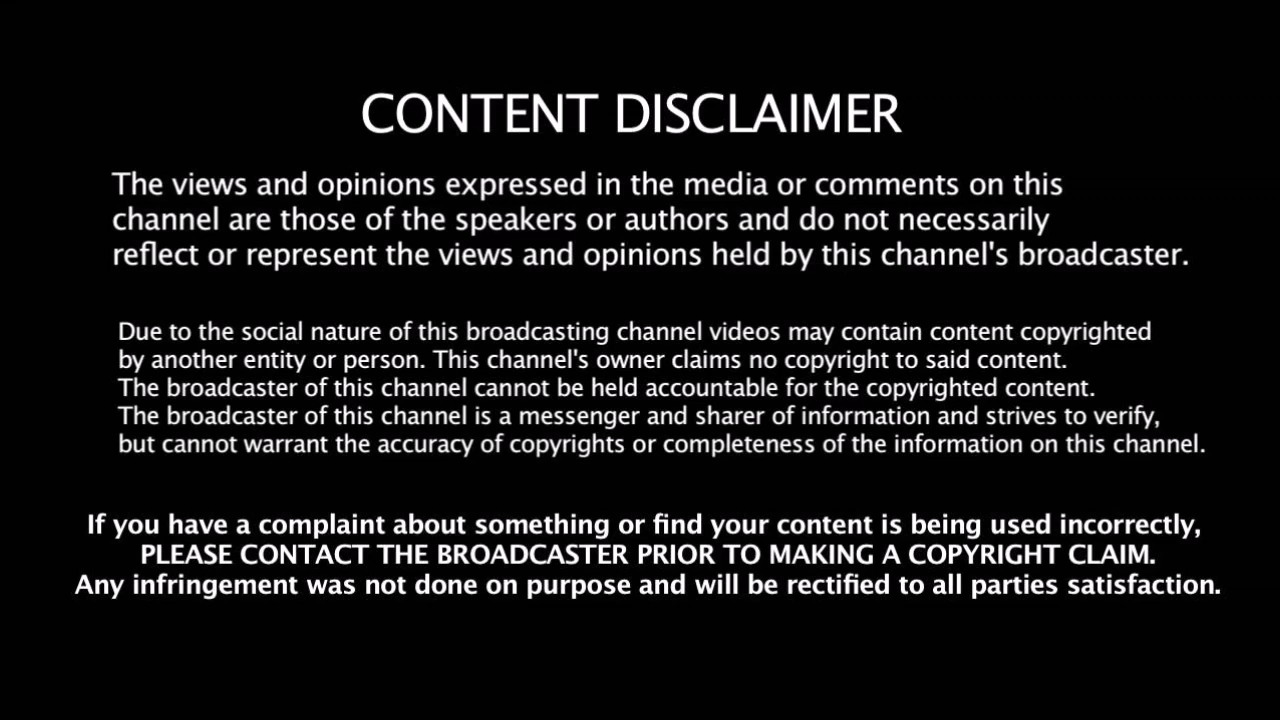 CONTENT DISCLAIMER
The views and opinions expressed in the media or comments on this
channel are those of the speakers or authors and do not necessarily
reflect or represent the views and opinions held by this channel's broadcaster.
Due to the social nature of this broadcasting channel videos may contain content copyrighted
by another entity or person. This channel's owner claims no copyright to said content.
The broadcaster of this channel cannot be held accountable for the copyrighted content.
The broadcaster of this channel is a messenger and sharer of information and strives to verify,
but cannot warrant the accuracy of copyrights or completeness of the information on this channel.
If you have a complaint about something or find your content is being used incorrectly,
PLEASE CONTACT THE BROADCASTER PRIOR TO MAKING A COPYRIGHT CLAIM.
Any infringement was not done on purpose and will be rectified to all parties satisfaction.